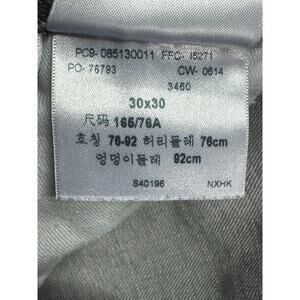 PC9- 085130011 FFC- I5271
PO- 76793 CW- 0514
3460
30x30
尺码 165/76A
호칭 76-92 허리둘레 76cm
엉덩이둘레 92cm
S40196 NXHK